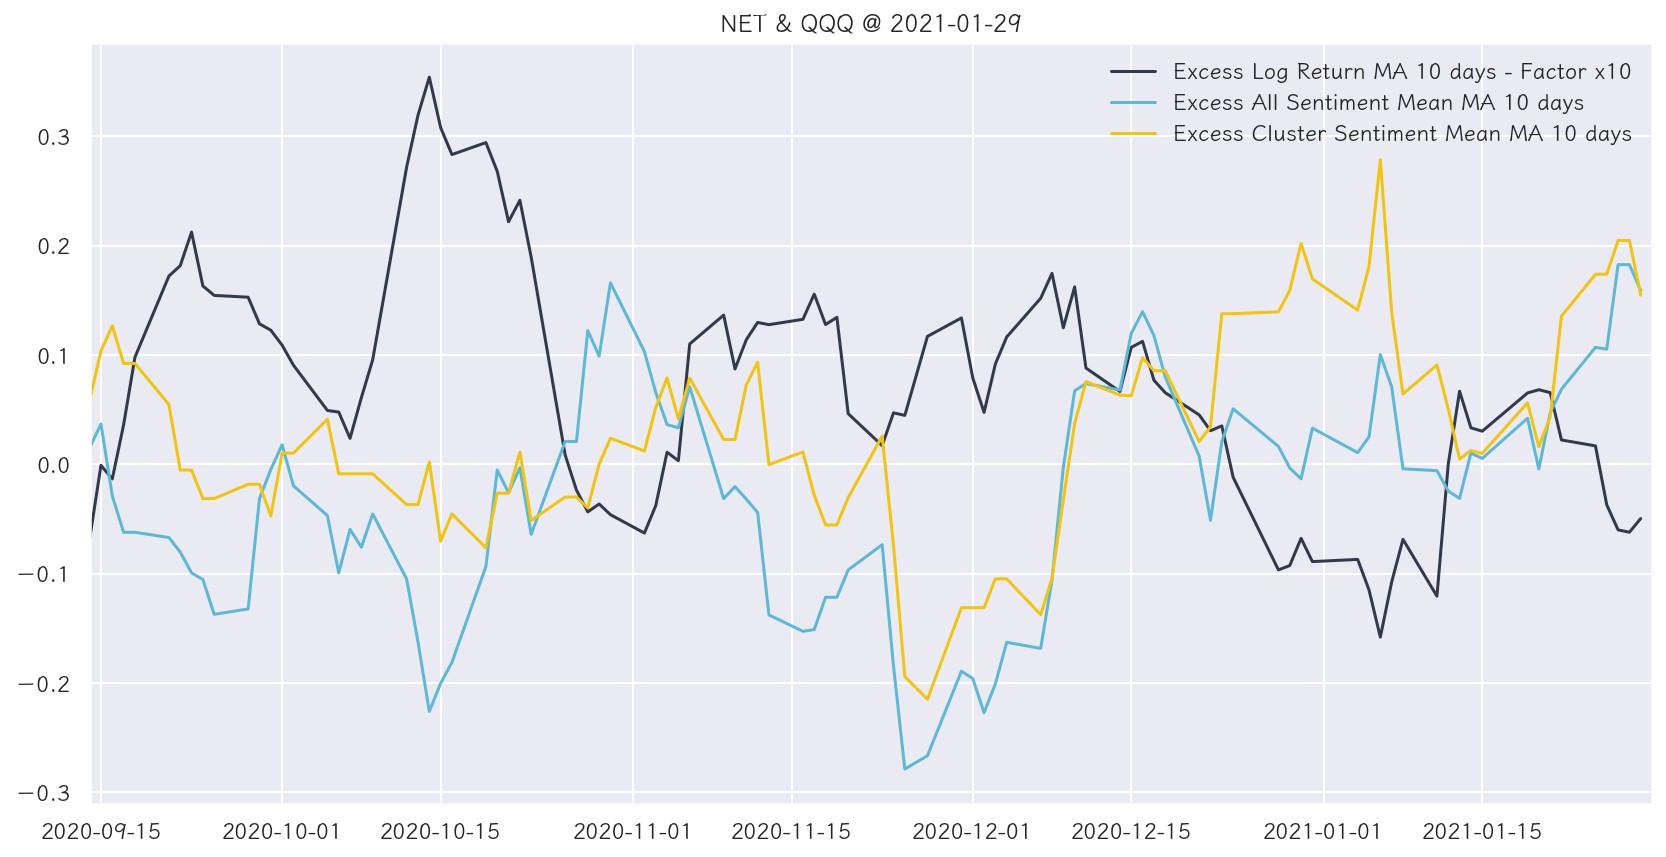 NET & QQQ @ 2021-01-29
Excess Log Return MA 10 days - Factor x10
Excess All Sentiment Mean MA 10 days
Excess Cluster Sentiment Mean MA 10 days
0.3
0.2
0.1
0.0
−0.1
−0.2
−0.3
2020-09-15 2020-10-01 2020-10-15 2020-11-01 2020-11-15 2020-12-01 2020-12-15 2021-01-01 2021-01-15